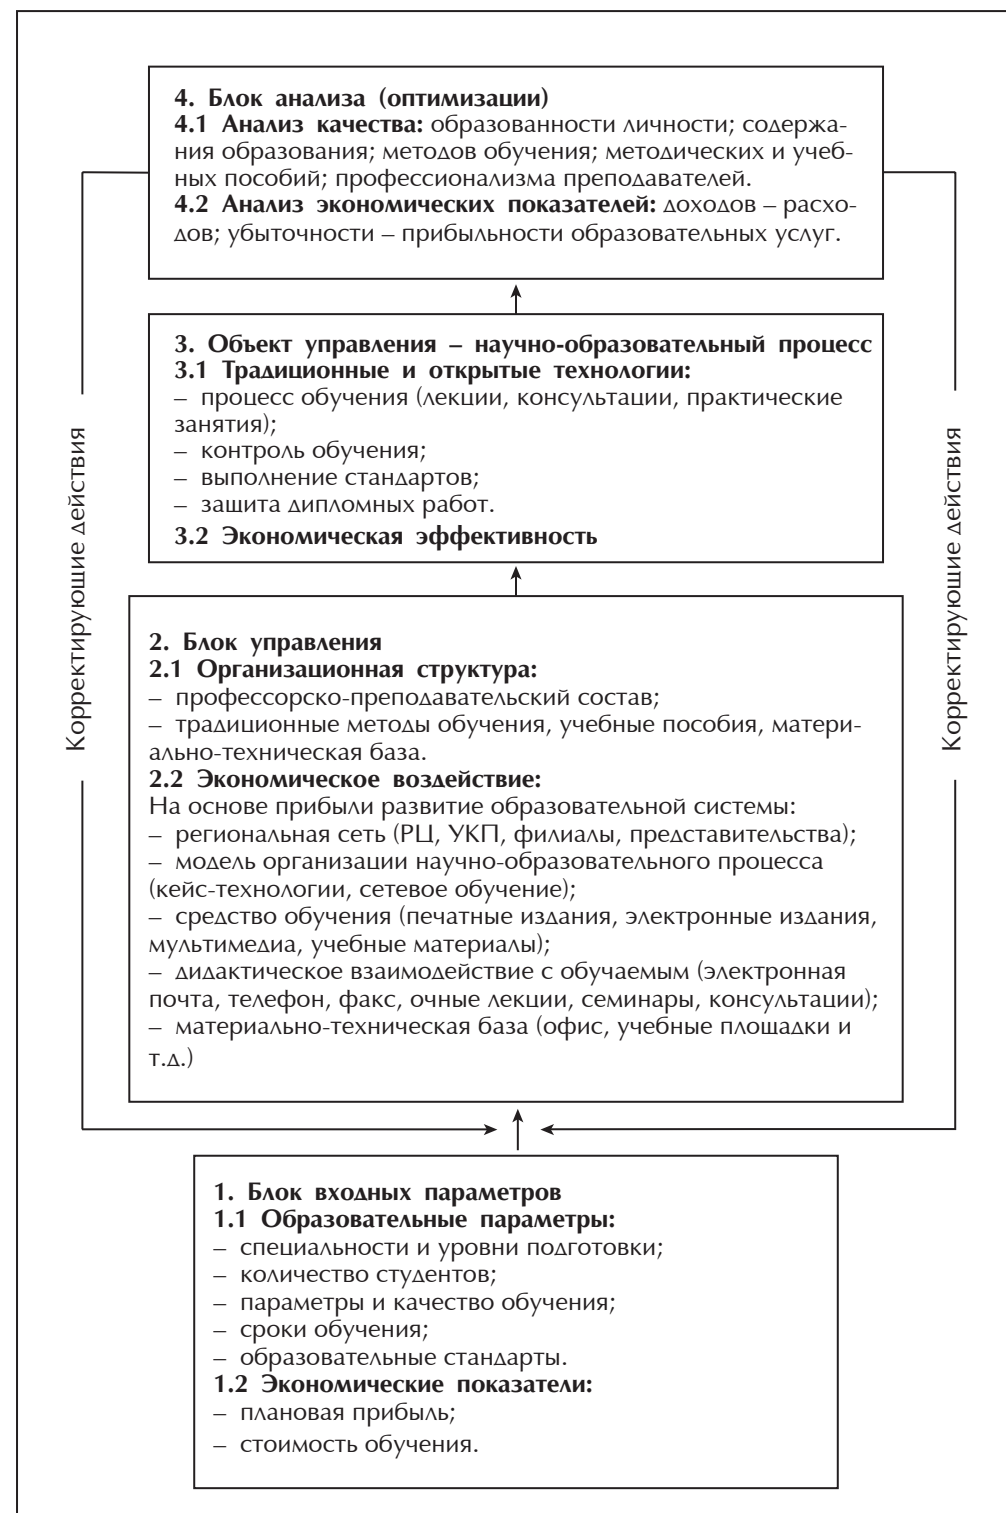 4. Блок анализа (оптимизации)
4.1 Анализ качества: образованности личности; содержа-
ния образования; методов обучения; методических и учеб-
ных пособий; профессионализма преподавателей.
4.2 Анализ экономических показателей: доходов – расхо-
дов; убыточности – прибыльности образовательных услуг.
3. Объект управления – научно-образовательный процесс
3.1 Традиционные и открытые технологии:
– процесс обучения (лекции, консультации, практические
занятия);
– контроль обучения;
– выполнение стандартов;
– защита дипломных работ.
3.2 Экономическая эффективность
Корректирующие действия
Корректирующие действия
2. Блок управления
2.1 Организационная структура:
– профессорско-преподавательский состав;
– традиционные методы обучения, учебные пособия, матери-
ально-техническая база.
2.2 Экономическое воздействие:
На основе прибыли развитие образовательной системы:
– региональная сеть (РЦ, УКП, филиалы, представительства);
– модель организации научно-образовательного процесса
(кейс-технологии, сетевое обучение);
– средство обучения (печатные издания, электронные издания,
мультимедиа, учебные материалы);
– дидактическое взаимодействие с обучаемым (электронная
почта, телефон, факс, очные лекции, семинары, консультации);
– материально-техническая база (офис, учебные площадки и
т.д.)
1. Блок входных параметров
1.1 Образовательные параметры:
– специальности и уровни подготовки;
– количество студентов;
– параметры и качество обучения;
– сроки обучения;
– образовательные стандарты.
1.2 Экономические показатели:
– плановая прибыль;
– стоимость обучения.